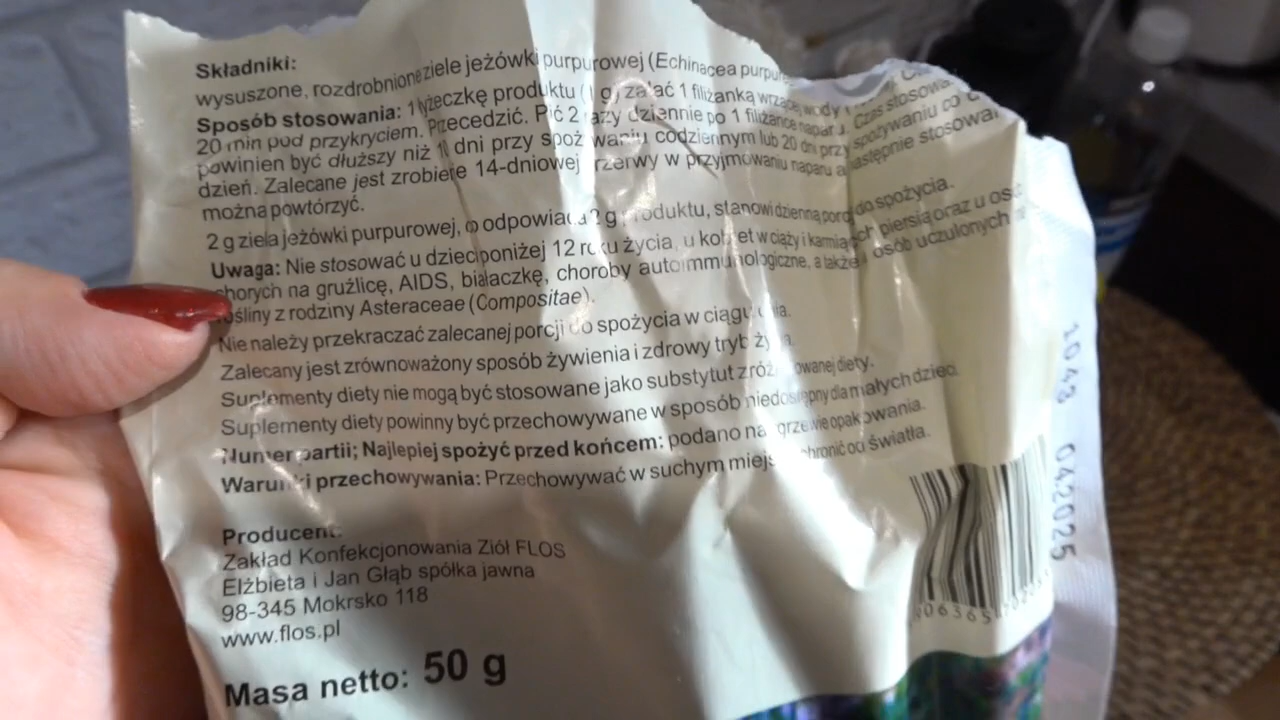 Składniki:
wysuszone, rozdrobnione ziele jeżówki purpurowej (Echinacea
Sposób stosowania: 1 łyżeczkę produktu (1 g) zalać 1 filiżanką wrzącej wody
20 min pod przykryciem. Przecedzić. Pić 2 razy dziennie po 1 filiżance naparu. Czas
powinien być dłuższy niż dni przy spożywaniu codziennym lub 20 dni przy spożywaniu co
dzień. Zalecane jest zrobienie 14-dniowej przerwy w przyjmowaniu naparu a następnie
można powtórzyć.
2 g ziela jeżówki purpurowej, co odpowiada 2 g produktu, stanowi dzienną porcję do spożycia.
Uwaga: Nie stosować u dzieci poniżej 12 roku życia, u kobiet w ciąży i karmiących piersią oraz u osób
chorych na gruźlicę, AIDS, białaczkę, choroby autoimmunologiczne, a także osób uczulonych
rośliny z rodziny Asteraceae (Compositae).
Nie należy przekraczać zalecanej porcji do spożycia w ciągu dnia.
Zalecany jest zrównoważony sposób żywienia i zdrowy tryb życia.
Suplementy diety nie mogą być stosowane jako substytut zróżnicowanej diety.
Suplementy diety powinny być przechowywane w sposób niedostępny dla małych dzieci.
Numer partii; Najlepiej spożyć przed końcem: podano na zgrzewie opakowania.
Warunki przechowywania: Przechowywać w suchym miejscu chronić od światła.
Producent:
Zakład Konfekcjonowania Ziół FLOS
Elżbieta i Jan Głąb spółka jawna
98-345 Mokrsko 118
www.flos.pl
Masa netto: 50 g
1043 042025